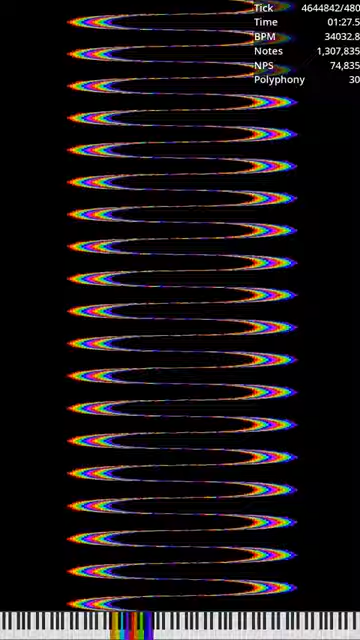 Tick 4644842/480
Time 01:27.5
BPM 34032.8
Notes 1,307,835
NPS 74,835
Polyphony 30